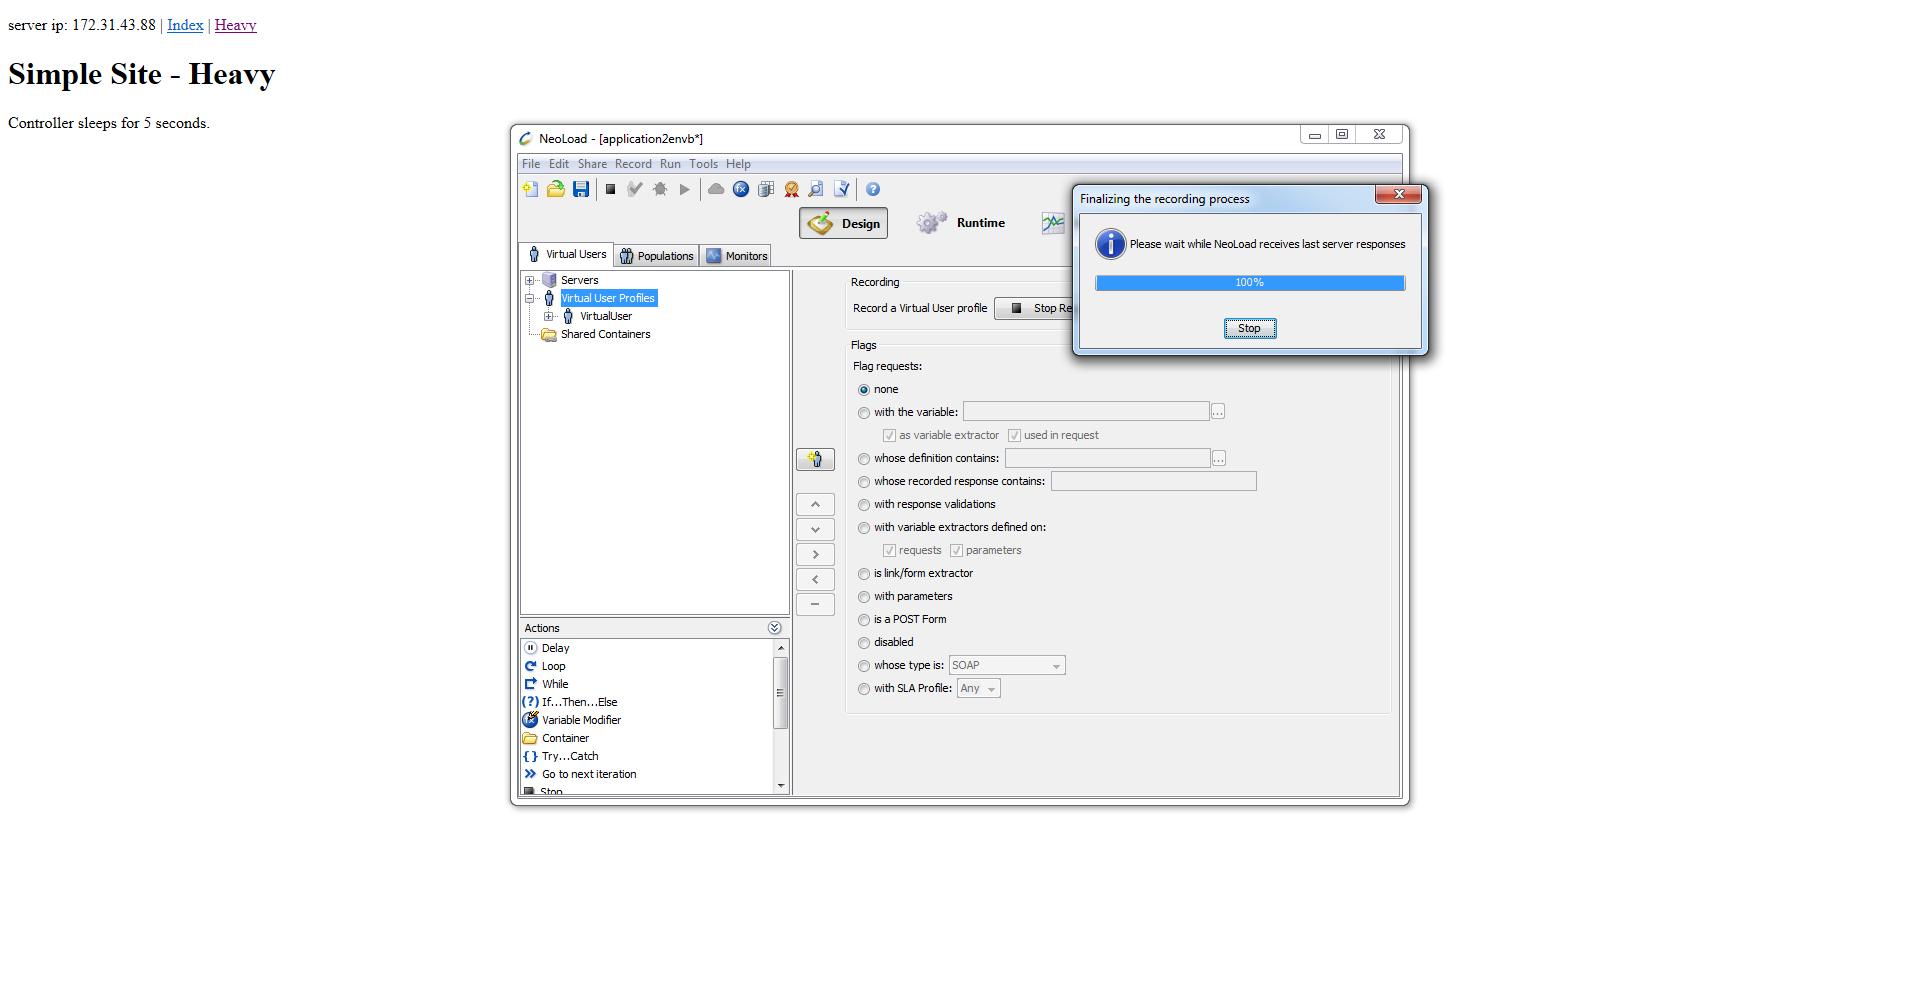 server ip: 172.31.43.88 | Index | Heavy
Simple Site - Heavy
Controller sleeps for 5 seconds.
NeoLoad - [application2envb*]
File Edit Share Record Run Tools Help
Design Runtime
Finalizing the recording process
Please wait while NeoLoad receives last server responses
100%
Stop
Virtual Users Populations Monitors
Servers
Virtual User Profiles
VirtualUser
Shared Containers
Recording
Record a Virtual User profile Stop Re
Flags
Flag requests:
none
with the variable: ...
as variable extractor used in request
whose definition contains: ...
whose recorded response contains:
with response validations
with variable extractors defined on:
requests parameters
is link/form extractor
with parameters
is a POST Form
disabled
whose type is: SOAP
with SLA Profile: Any
Actions
Delay
Loop
While
If...Then...Else
Variable Modifier
Container
Try...Catch
Go to next iteration
Stop